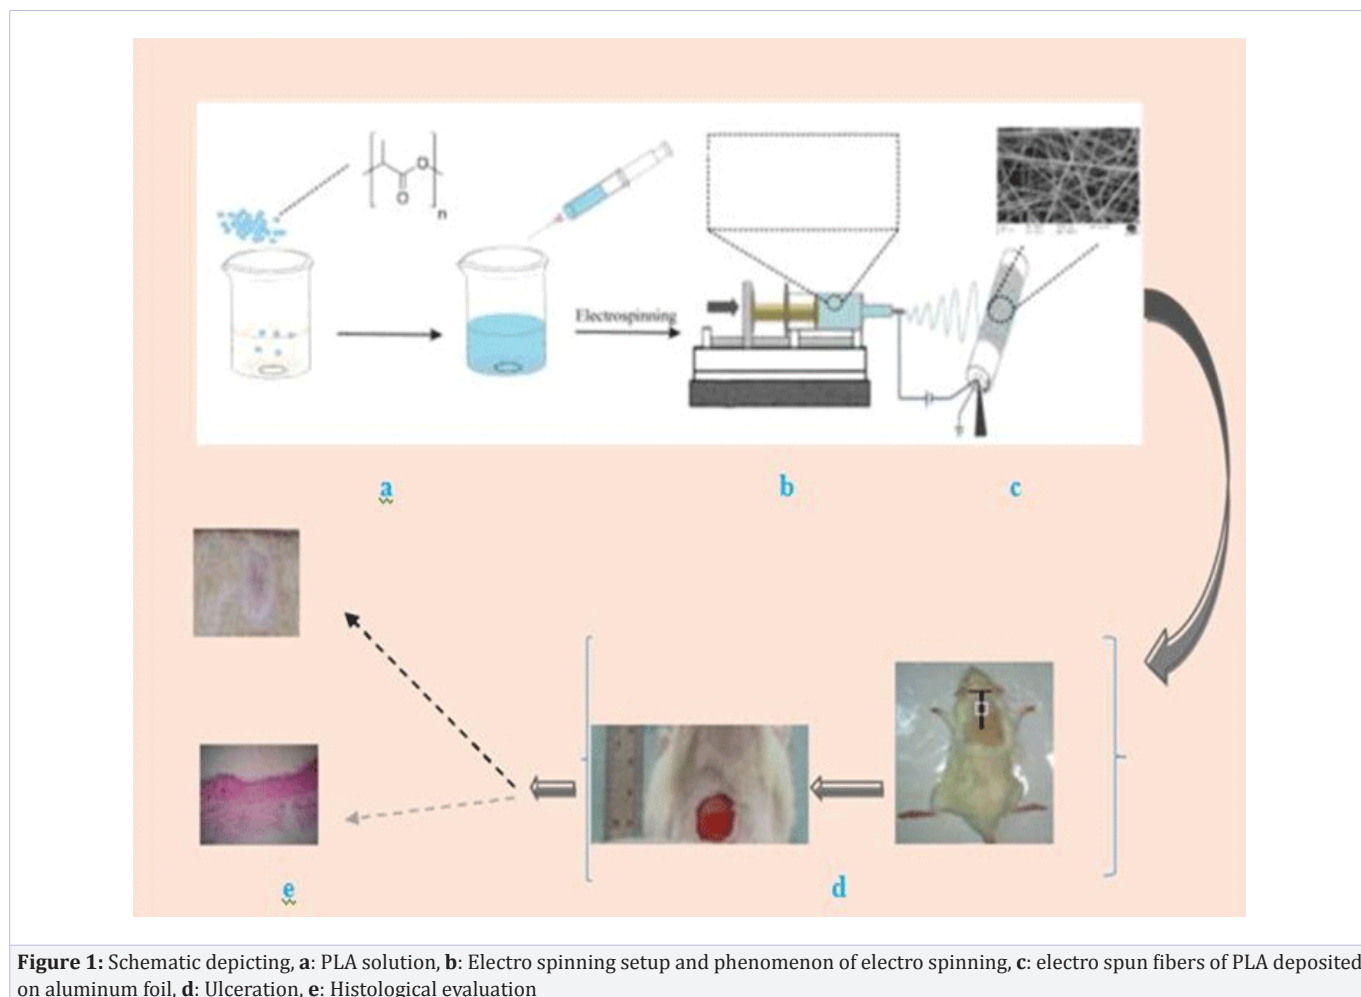 O
O
n
Electrospinning
a
b
c
d
e
Figure 1: Schematic depicting, a: PLA solution, b: Electro spinning setup and phenomenon of electro spinning, c: electro spun fibers of PLA deposited
on aluminum foil, d: Ulceration, e: Histological evaluation